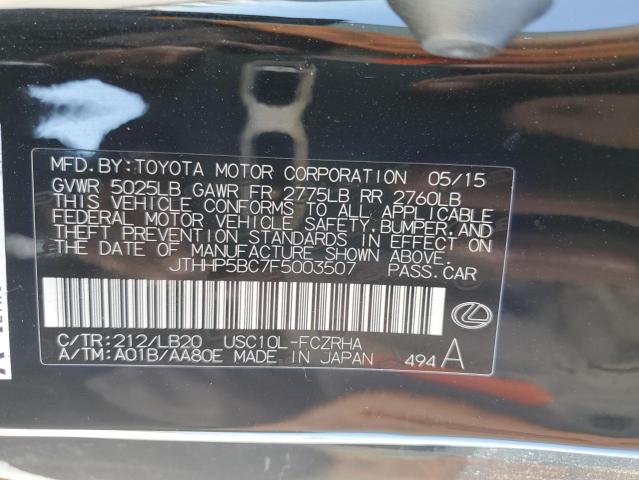 MFD.BY:TOYOTA MOTOR CORPORATION 05/15
GVWR 5025LB GAWR FR 2775LB RR 2760LB
THIS VEHICLE CONFORMS TO ALL APPLICABLE
FEDERAL MOTOR VEHICLE SAFETY,BUMPER,AND
THEFT PREVENTION STANDARDS IN EFFECT ON
THE DATE OF MANUFACTURE SHOWN ABOVE.
JTHHP5BC7F5003507 PASS.CAR
C/TR:212/LB20 USC10L-FCZRHA
A/TM:A01B/AA80E MADE IN JAPAN 494 A